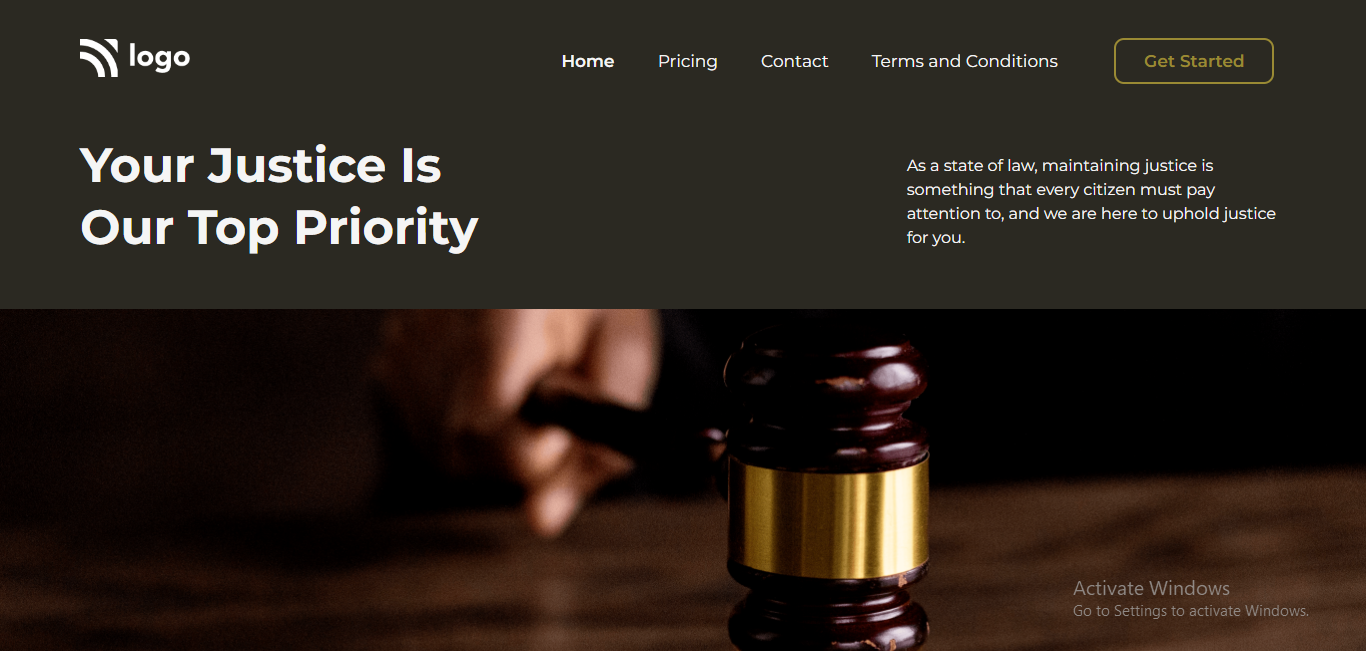 logo
Home Pricing Contact Terms and Conditions Get Started
Your Justice Is
Our Top Priority
As a state of law, maintaining justice is
something that every citizen must pay
attention to, and we are here to uphold justice
for you.
Activate Windows
Go to Settings to activate Windows.